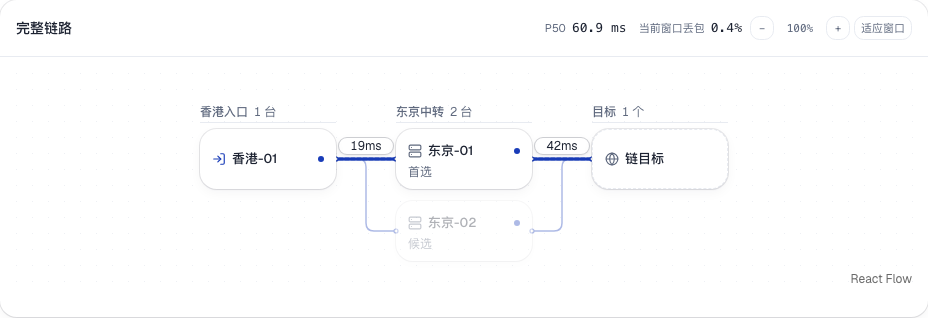 完整链路
P50 60.9 ms 当前窗口丢包 0.4% − 100% + 适应窗口
香港入口 1 台
东京中转 2 台
目标 1 个
香港-01
19ms
东京-01
首选
42ms
链目标
东京-02
候选
React Flow